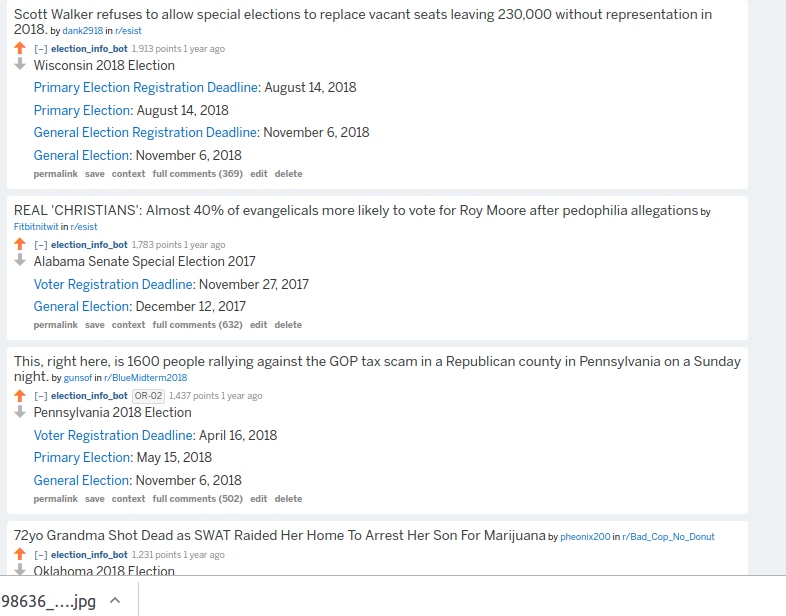 Scott Walker refuses to allow special elections to replace vacant seats leaving 230,000 without representation in
2018. by dank2918 in r/esist
[–] election_info_bot 1,913 points 1 year ago
Wisconsin 2018 Election
Primary Election Registration Deadline: August 14, 2018
Primary Election: August 14, 2018
General Election Registration Deadline: November 6, 2018
General Election: November 6, 2018
permalink save context full comments (369) edit delete
REAL 'CHRISTIANS': Almost 40% of evangelicals more likely to vote for Roy Moore after pedophilia allegations by
Fitbitnitwit in r/esist
[–] election_info_bot 1,783 points 1 year ago
Alabama Senate Special Election 2017
Voter Registration Deadline: November 27, 2017
General Election: December 12, 2017
permalink save context full comments (632) edit delete
This, right here, is 1600 people rallying against the GOP tax scam in a Republican county in Pennsylvania on a Sunday
night. by gunsof in r/BlueMidterm2018
[–] election_info_bot OR-02 1,437 points 1 year ago
Pennsylvania 2018 Election
Voter Registration Deadline: April 16, 2018
Primary Election: May 15, 2018
General Election: November 6, 2018
permalink save context full comments (502) edit delete
72yo Grandma Shot Dead as SWAT Raided Her Home To Arrest Her Son For Marijuana by pheonix200 in r/Bad_Cop_No_Donut
[–] election_info_bot 1,231 points 1 year ago
Oklahoma 2018 Election
98636_....jpg